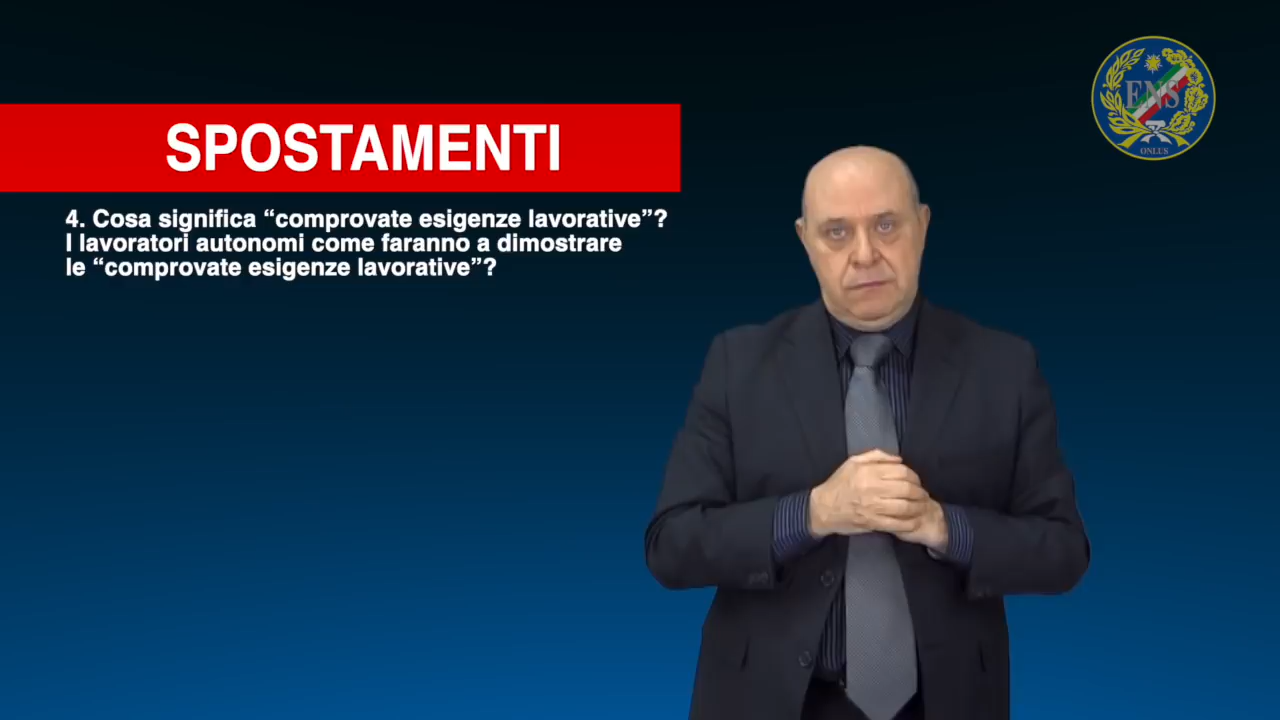 SPOSTAMENTI
4. Cosa significa “comprovate esigenze lavorative”?
I lavoratori autonomi come faranno a dimostrare
le “comprovate esigenze lavorative”?
ENS
ONLUS